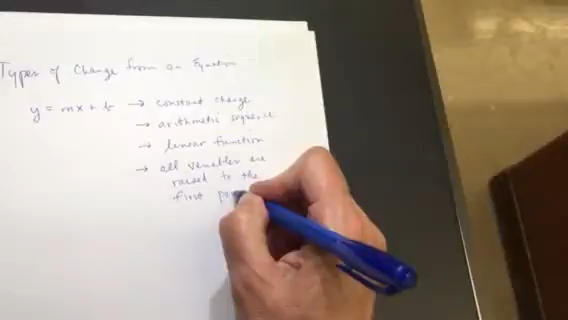 Types of Change from an Equation
y = mx + b → constant change
→ arithmetic sequence
→ linear function
→ all variables are
raised to the
first